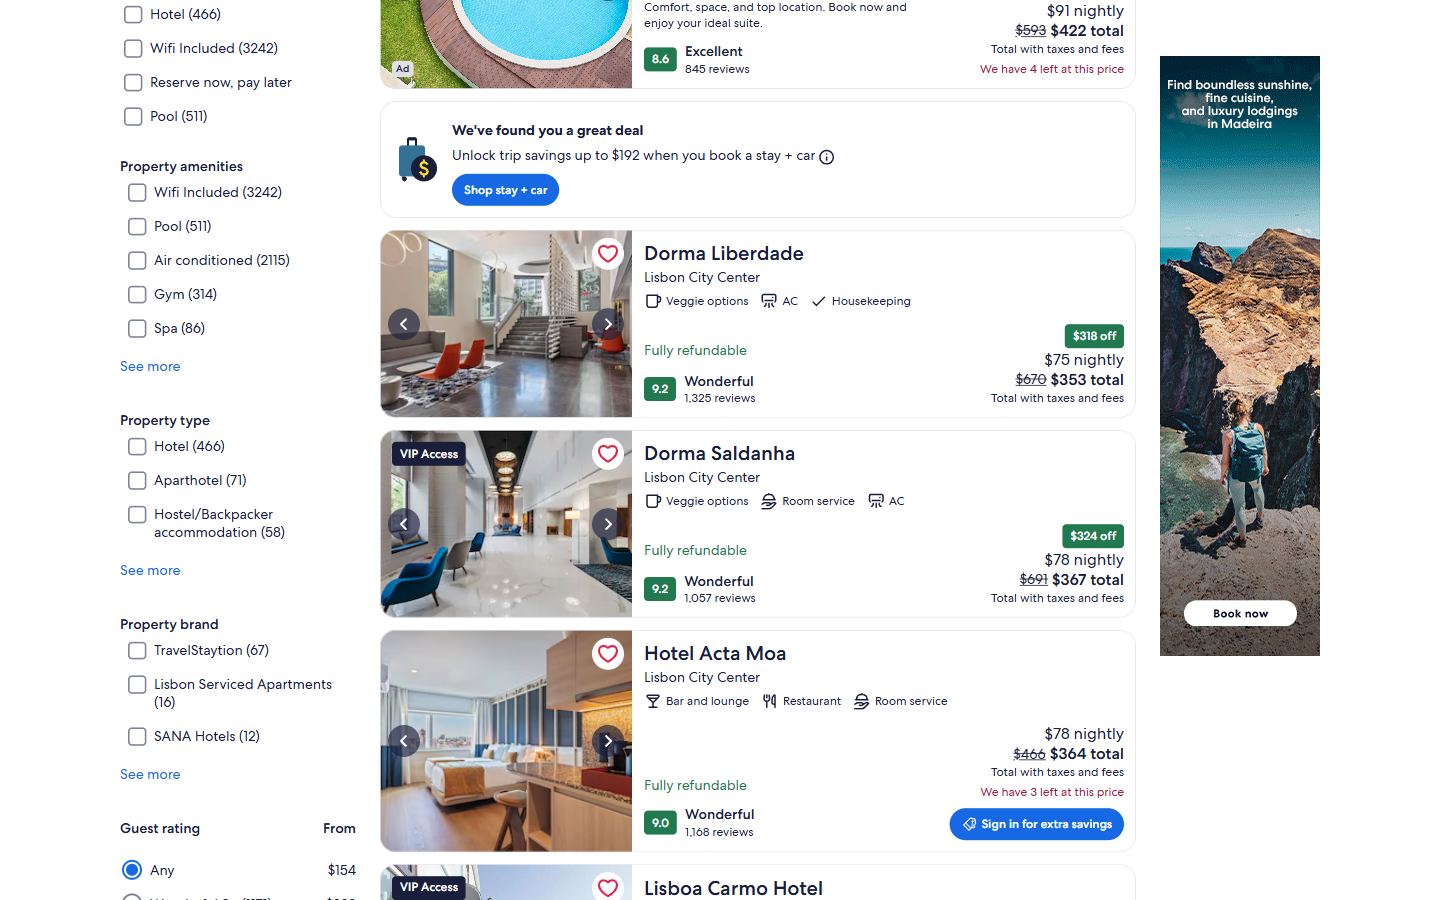 Hotel (466)
Wifi Included (3242)
Reserve now, pay later
Pool (511)
Property amenities
Wifi Included (3242)
Pool (511)
Air conditioned (2115)
Gym (314)
Spa (86)
See more
Property type
Hotel (466)
Aparthotel (71)
Hostel/Backpacker
accommodation (58)
See more
Property brand
TravelStaytion (67)
Lisbon Serviced Apartments
(16)
SANA Hotels (12)
See more
Guest rating From
Any $154
Ad
Comfort, space, and top location. Book now and
enjoy your ideal suite.
8.6
Excellent
845 reviews
$91 nightly
$593 $422 total
Total with taxes and fees
We have 4 left at this price
We've found you a great deal
Unlock trip savings up to $192 when you book a stay + car
Shop stay + car
Dorma Liberdade
Lisbon City Center
Veggie options AC Housekeeping
Fully refundable
9.2
Wonderful
1,325 reviews
$318 off
$75 nightly
$670 $353 total
Total with taxes and fees
VIP Access
Dorma Saldanha
Lisbon City Center
Veggie options Room service AC
Fully refundable
9.2
Wonderful
1,057 reviews
$324 off
$78 nightly
$691 $367 total
Total with taxes and fees
Hotel Acta Moa
Lisbon City Center
Bar and lounge Restaurant Room service
Fully refundable
9.0
Wonderful
1,168 reviews
$78 nightly
$466 $364 total
Total with taxes and fees
We have 3 left at this price
Sign in for extra savings
VIP Access
Lisboa Carmo Hotel
Find boundless sunshine,
fine cuisine,
and luxury lodgings
in Madeira
Book now